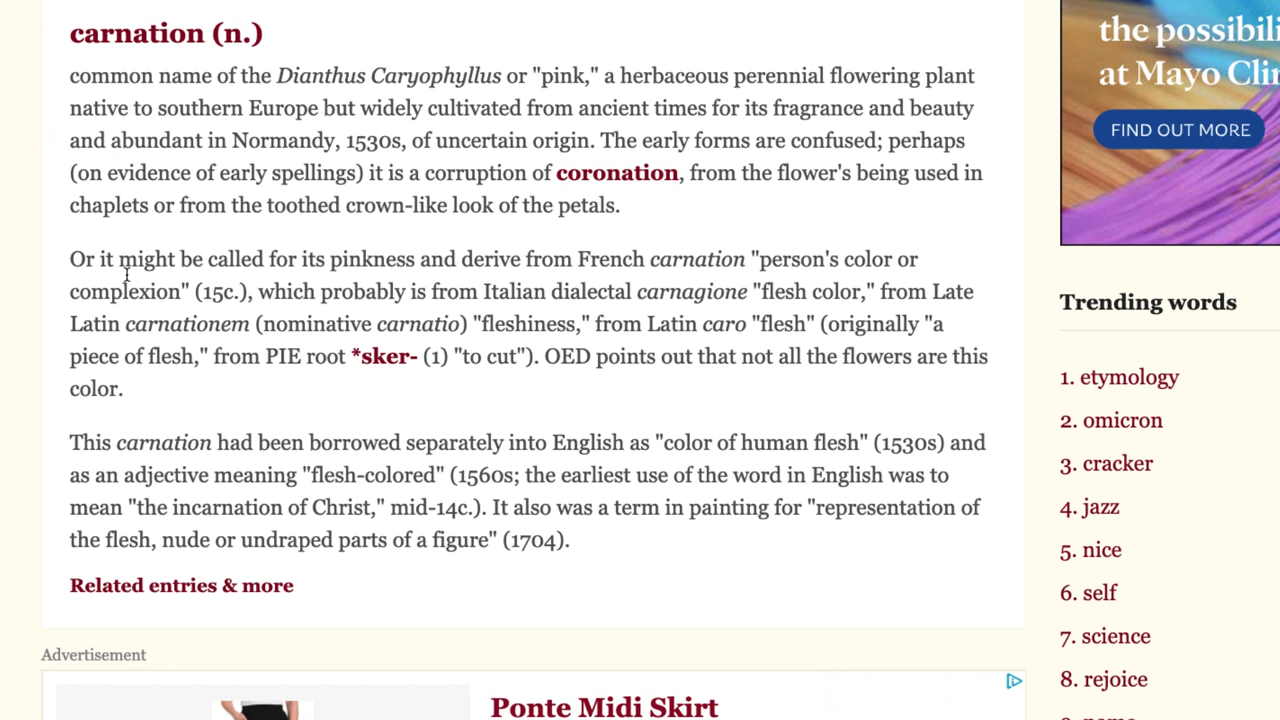 carnation (n.)
common name of the Dianthus Caryophyllus or "pink," a herbaceous perennial flowering plant
native to southern Europe but widely cultivated from ancient times for its fragrance and beauty
and abundant in Normandy, 1530s, of uncertain origin. The early forms are confused; perhaps
(on evidence of early spellings) it is a corruption of coronation, from the flower's being used in
chaplets or from the toothed crown-like look of the petals.
Or it might be called for its pinkness and derive from French carnation "person's color or
complexion" (15c.), which probably is from Italian dialectal carnagione "flesh color," from Late
Latin carnationem (nominative carnatio) "fleshiness," from Latin caro "flesh" (originally "a
piece of flesh," from PIE root *sker- (1) "to cut"). OED points out that not all the flowers are this
color.
This carnation had been borrowed separately into English as "color of human flesh" (1530s) and
as an adjective meaning "flesh-colored" (1560s; the earliest use of the word in English was to
mean "the incarnation of Christ," mid-14c.). It also was a term in painting for "representation of
the flesh, nude or undraped parts of a figure" (1704).
Related entries & more
Advertisement
Ponte Midi Skirt
the possibili
at Mayo Clin
FIND OUT MORE
Trending words
1. etymology
2. omicron
3. cracker
4. jazz
5. nice
6. self
7. science
8. rejoice